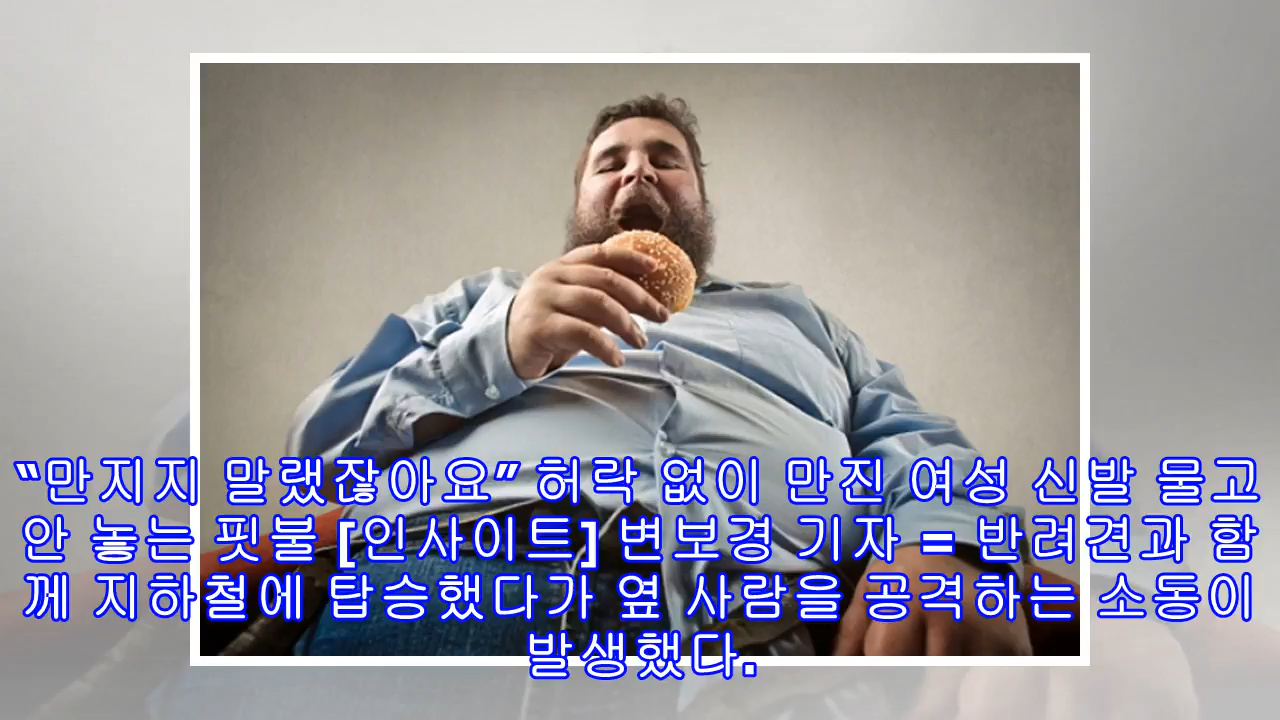 “만지지 말랬잖아요” 허락 없이 만진 여성 신발 물고
안 놓는 핏불 [인사이트] 변보경 기자 = 반려견과 함
께 지하철에 탑승했다가 옆 사람을 공격하는 소동이
발생했다.